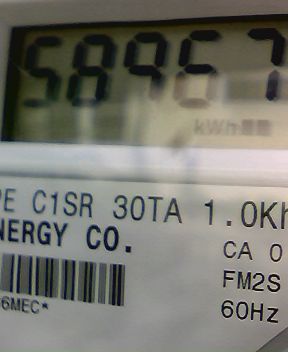 58967
kWh
PE C1SR 30TA 1.0Kh
NERGY CO.
CA 0
FM2S
6MEC*
60Hz